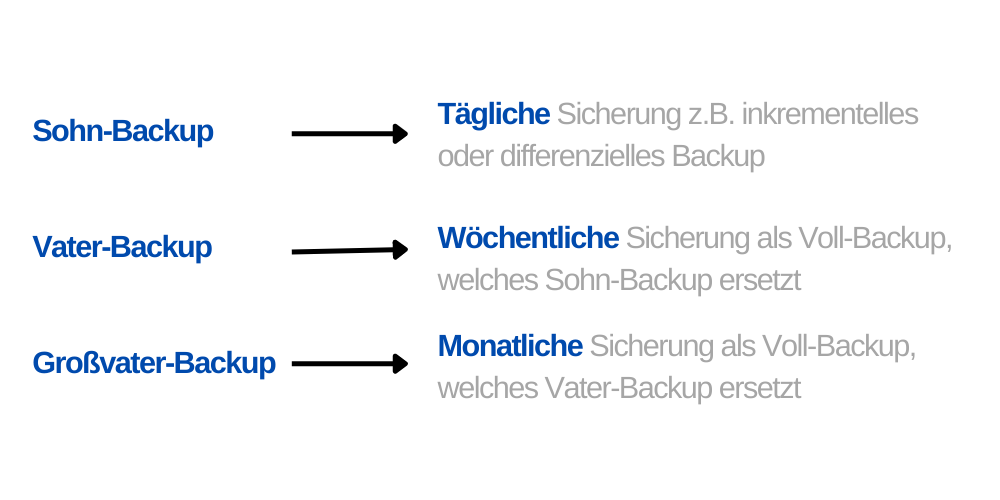 Sohn-Backup
Tägliche Sicherung z.B. inkrementelles
oder differenzielles Backup
Vater-Backup
Wöchentliche Sicherung als Voll-Backup,
welches Sohn-Backup ersetzt
Großvater-Backup
Monatliche Sicherung als Voll-Backup,
welches Vater-Backup ersetzt